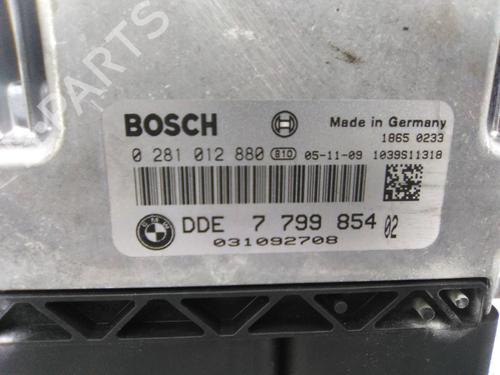 PARTS
BOSCH
Made in Germany
1865 0233
0 281 012 880 B10 05-11-09 1039S11318
DDE 7 799 854 02
031092708